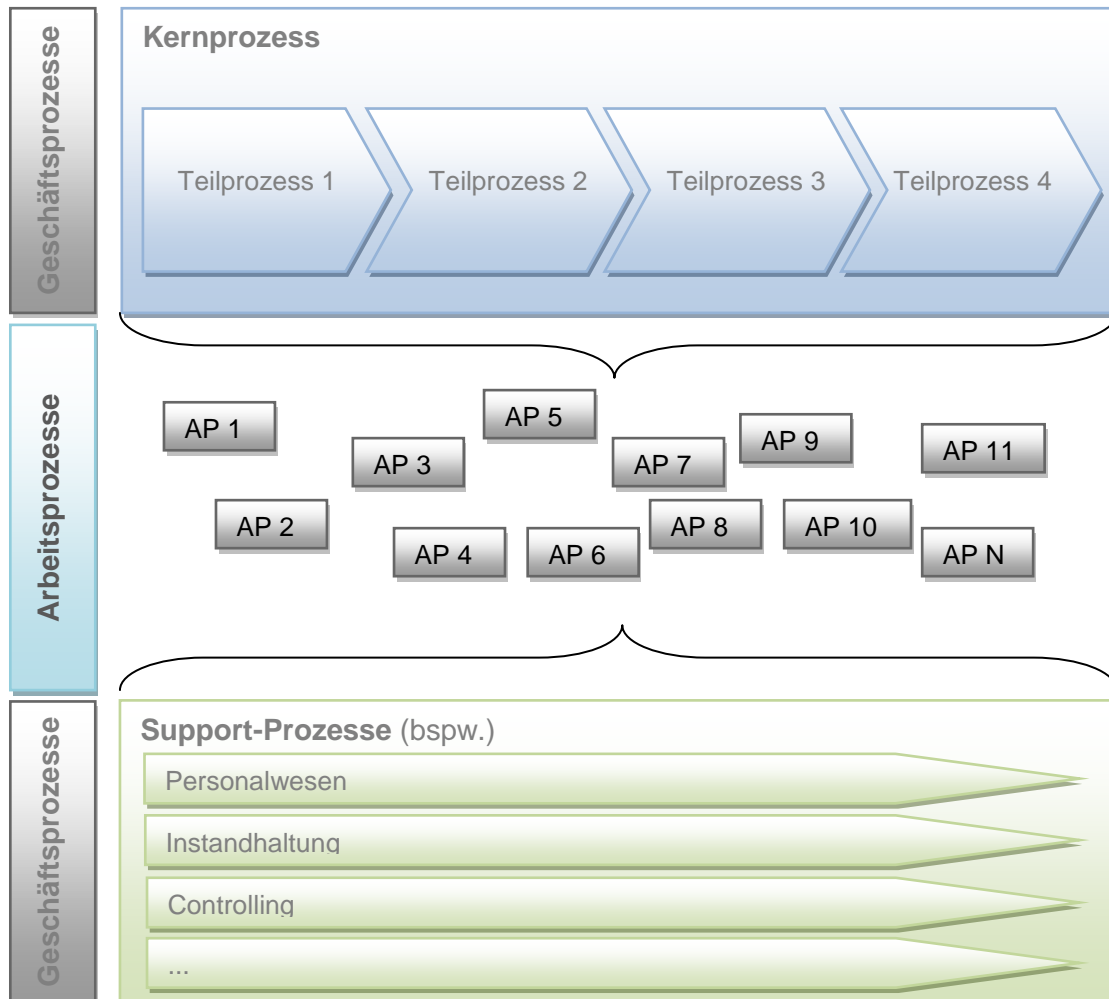 Geschäftsprozesse
Kernprozess
Teilprozess 1
Teilprozess 2
Teilprozess 3
Teilprozess 4
Arbeitsprozesse
AP 1
AP 2
AP 3
AP 4
AP 5
AP 6
AP 7
AP 8
AP 9
AP 10
AP 11
AP N
Geschäftsprozesse
Support-Prozesse (bspw.)
Personalwesen
Instandhaltung
Controlling
...